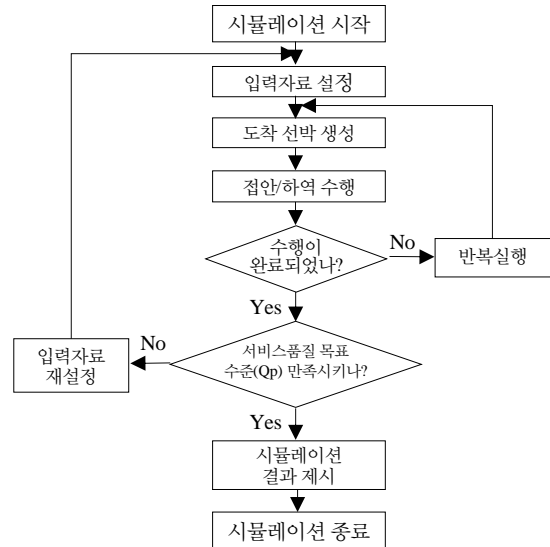 시뮬레이션 시작
입력자료 설정
도착 선박 생성
접안/하역 수행
수행이
완료되었나?
No
반복실행
Yes
서비스품질 목표
수준(Qp) 만족시키나?
No
입력자료
재설정
Yes
시뮬레이션
결과 제시
시뮬레이션 종료